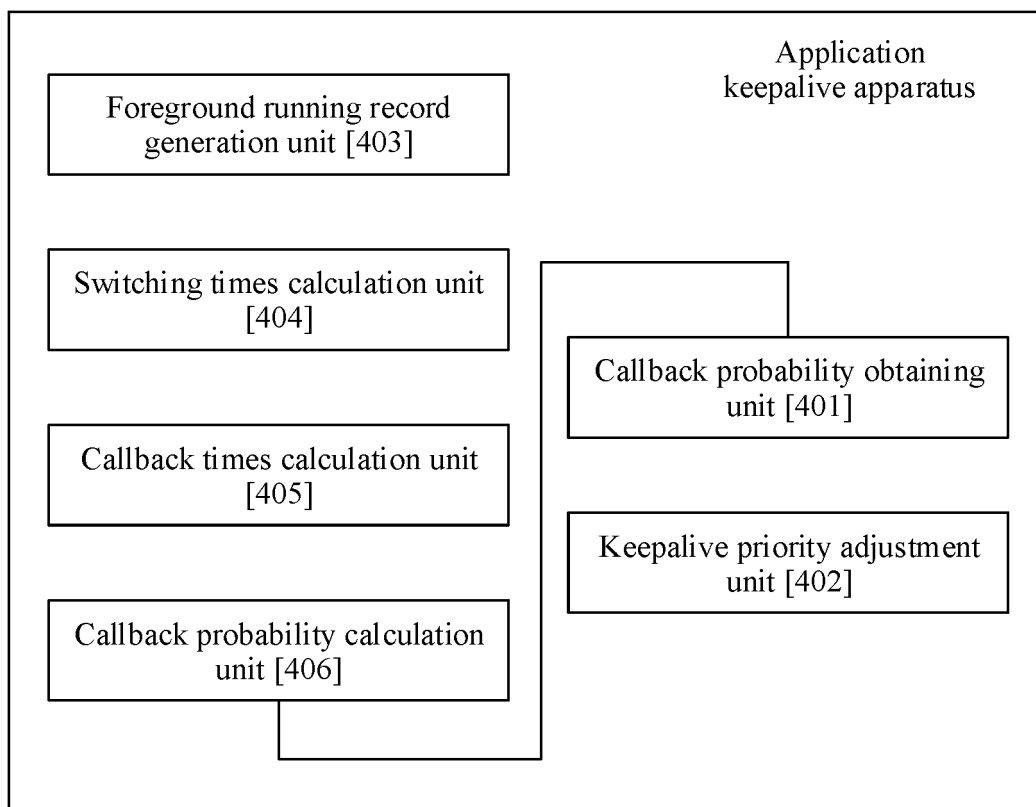 Application
keepalive apparatus
Foreground running record
generation unit [403]
Switching times calculation unit
[404]
Callback times calculation unit
[405]
Callback probability calculation
unit [406]
Callback probability obtaining
unit [401]
Keepalive priority adjustment
unit [402]